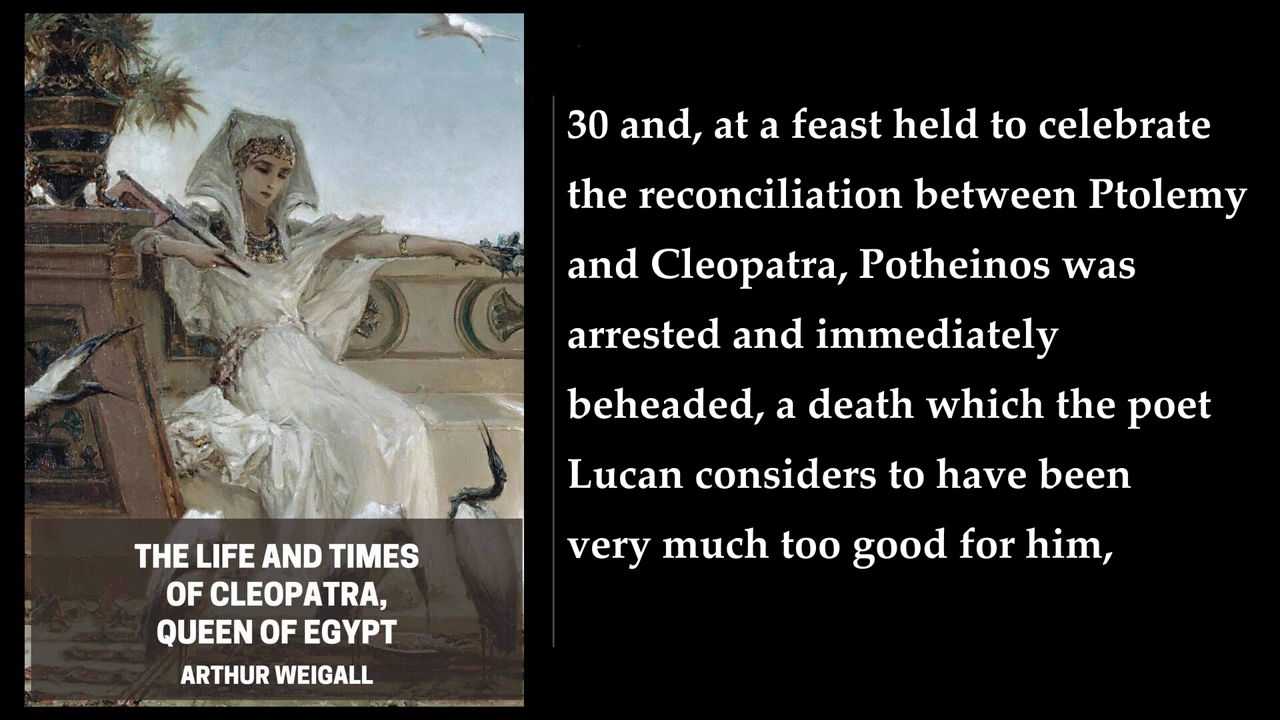 THE LIFE AND TIMES
OF CLEOPATRA,
QUEEN OF EGYPT
ARTHUR WEIGALL
30 and, at a feast held to celebrate
the reconciliation between Ptolemy
and Cleopatra, Potheinos was
arrested and immediately
beheaded, a death which the poet
Lucan considers to have been
very much too good for him,